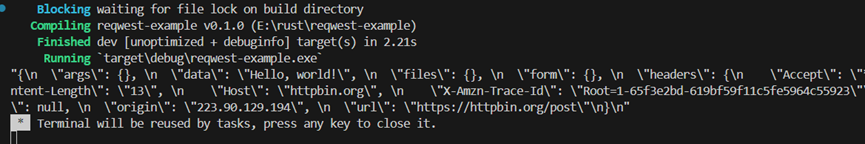 Blocking waiting for file lock on build directory
Compiling reqwest-example v0.1.0 (E:\rust\reqwest-example)
Finished dev [unoptimized + debuginfo] target(s) in 2.21s
Running `target\debug\reqwest-example.exe`
"{\n  \"args\": {}, \n  \"data\": \"Hello, world!\", \n  \"files\": {}, \n  \"form\": {}, \n  \"headers\": {\n    \"Accept\": \"
ntent-Length\": \"13\", \n    \"Host\": \"httpbin.org\", \n    \"X-Amzn-Trace-Id\": \"Root=1-65f3e2bd-619bf59f11c5fe5964c55923\"
\": null, \n  \"origin\": \"223.90.129.194\", \n  \"url\": \"https://httpbin.org/post\"\n}\n"
* Terminal will be reused by tasks, press any key to close it.